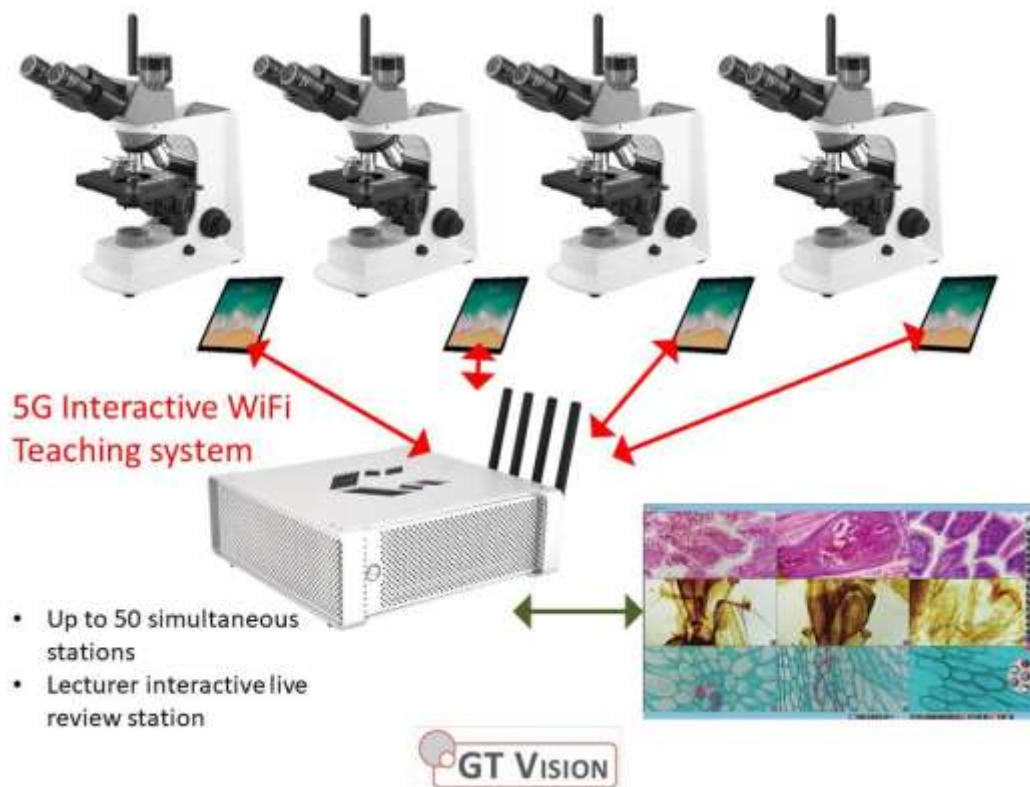 5G Interactive WiFi
Teaching system
• Up to 50 simultaneous
stations
• Lecturer interactive live
review station
GT VISION